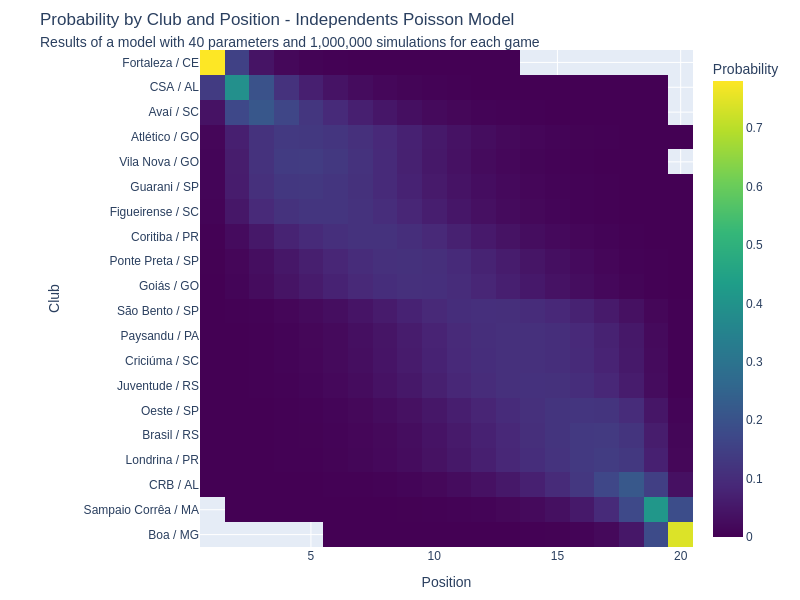 Probability by Club and Position - Independents Poisson Model
Results of a model with 40 parameters and 1,000,000 simulations for each game
Probability
Fortaleza / CE
CSA / AL
Avaí / SC
Atlético / GO
Vila Nova / GO
Guarani / SP
Figueirense / SC
Coritiba / PR
Ponte Preta / SP
Goiás / GO
São Bento / SP
Paysandu / PA
Criciúma / SC
Juventude / RS
Oeste / SP
Brasil / RS
Londrina / PR
CRB / AL
Sampaio Corrêa / MA
Boa / MG
Club
5
10
15
20
Position
0.7
0.6
0.5
0.4
0.3
0.2
0.1
0